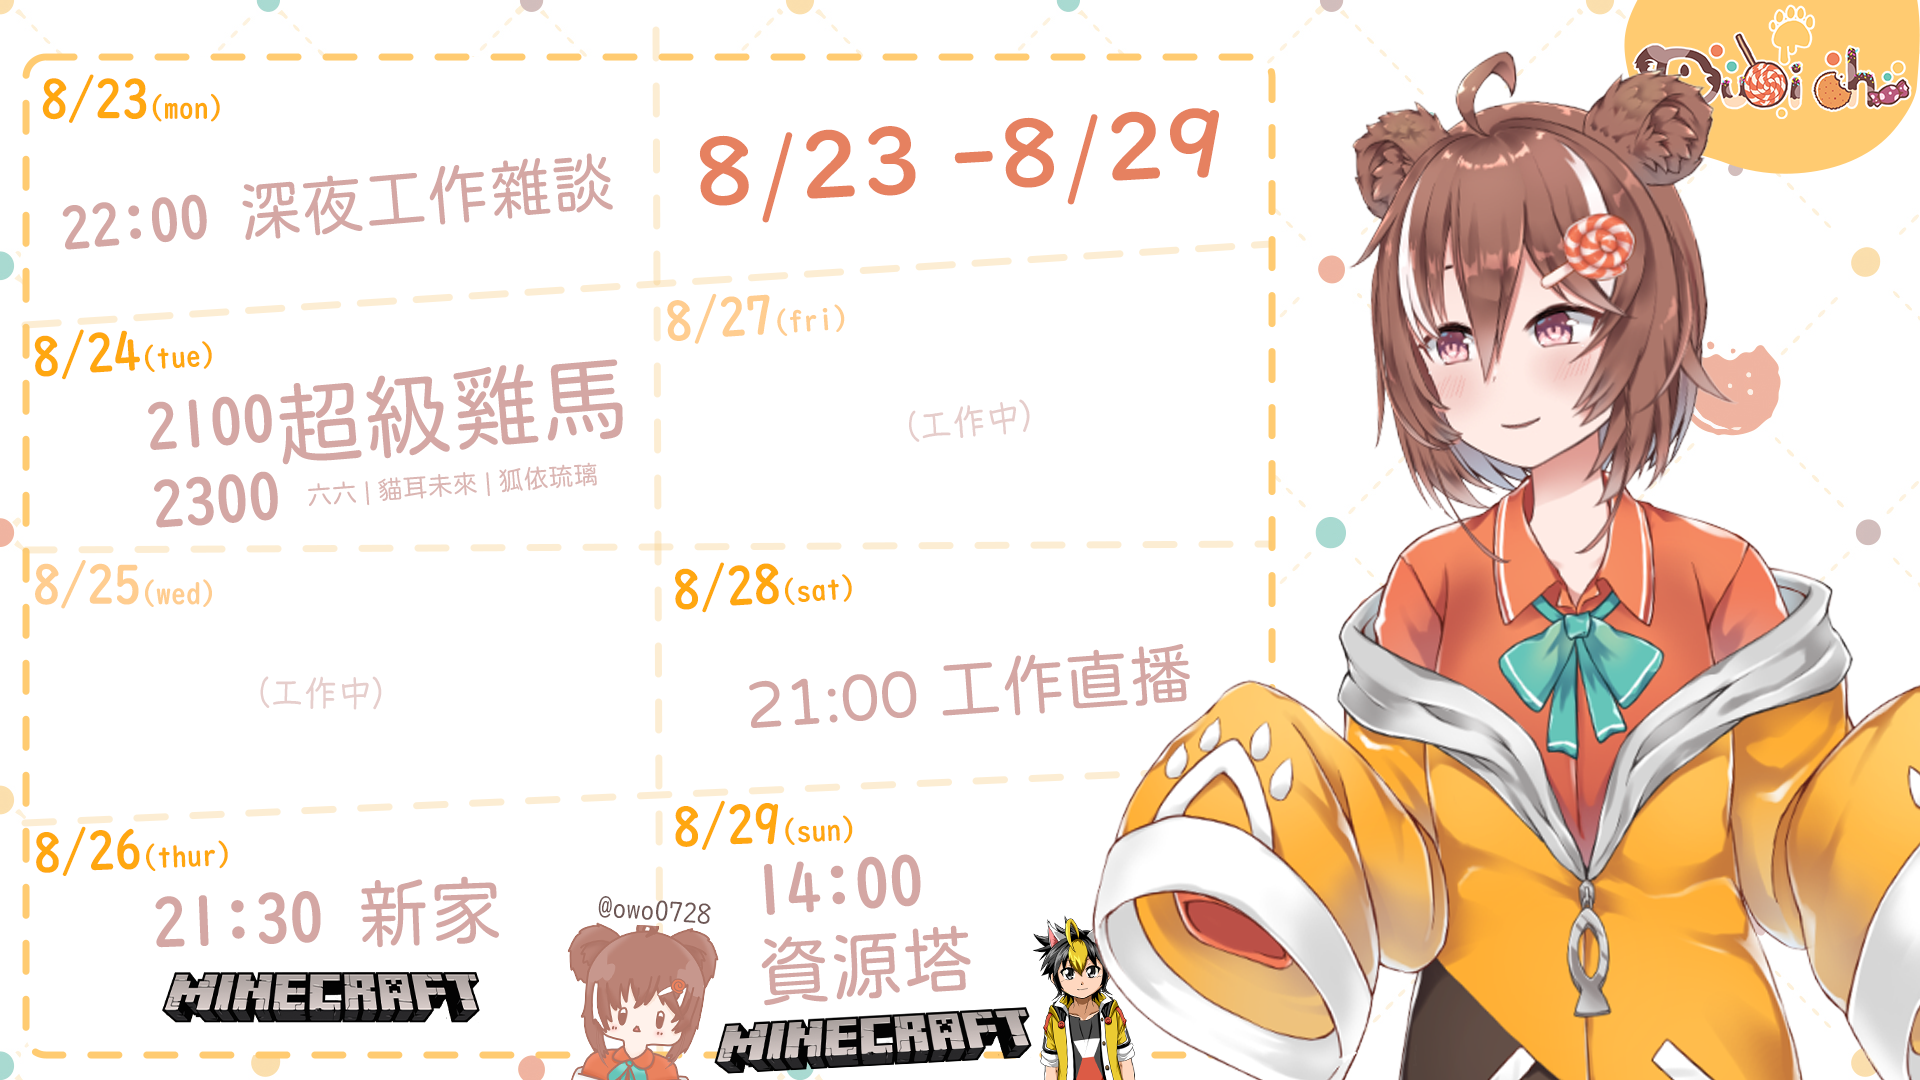 8/23(mon)
22:00 深夜工作雜談
8/23 -8/29
8/24(tue)
2100超級雞馬
2300 六六 | 貓耳未來 | 狐依琉璃
8/25(wed)
(工作中)
8/26(thur)
21:30 新家
MINECRAFT
8/27(fri)
(工作中)
8/28(sat)
21:00 工作直播
8/29(sun)
14:00
資源塔
MINECRAFT
@owo0728